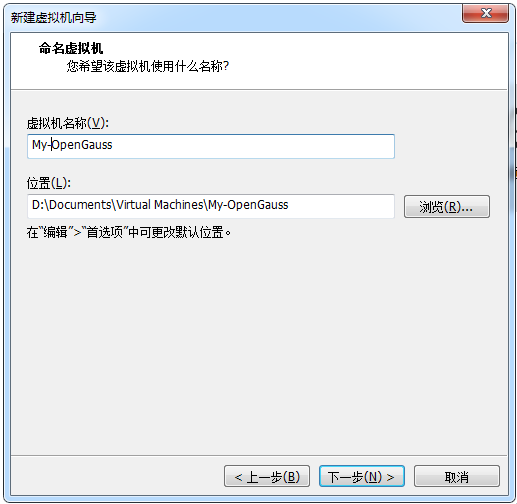 新建虚拟机向导
命名虚拟机
您希望该虚拟机使用什么名称?
虚拟机名称(V):
My-OpenGauss
位置(L):
D:\Documents\Virtual Machines\My-OpenGauss
浏览(R)...
在“编辑”>“首选项”中可更改默认位置。
< 上一步(B) 下一步(N) > 取消